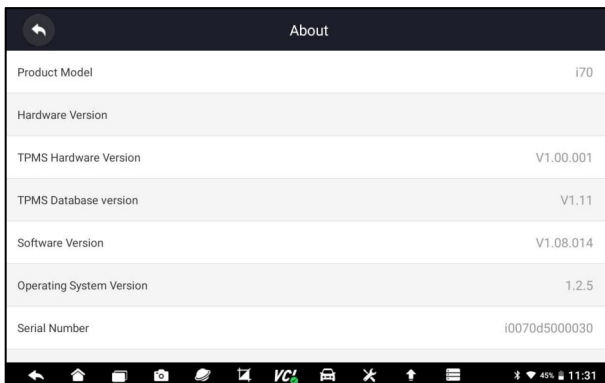 About
Product Model i70
Hardware Version
TPMS Hardware Version V1.00.001
TPMS Database version V1.11
Software Version V1.08.014
Operating System Version 1.2.5
Serial Number i0070d5000030
VCI 45% 11:31